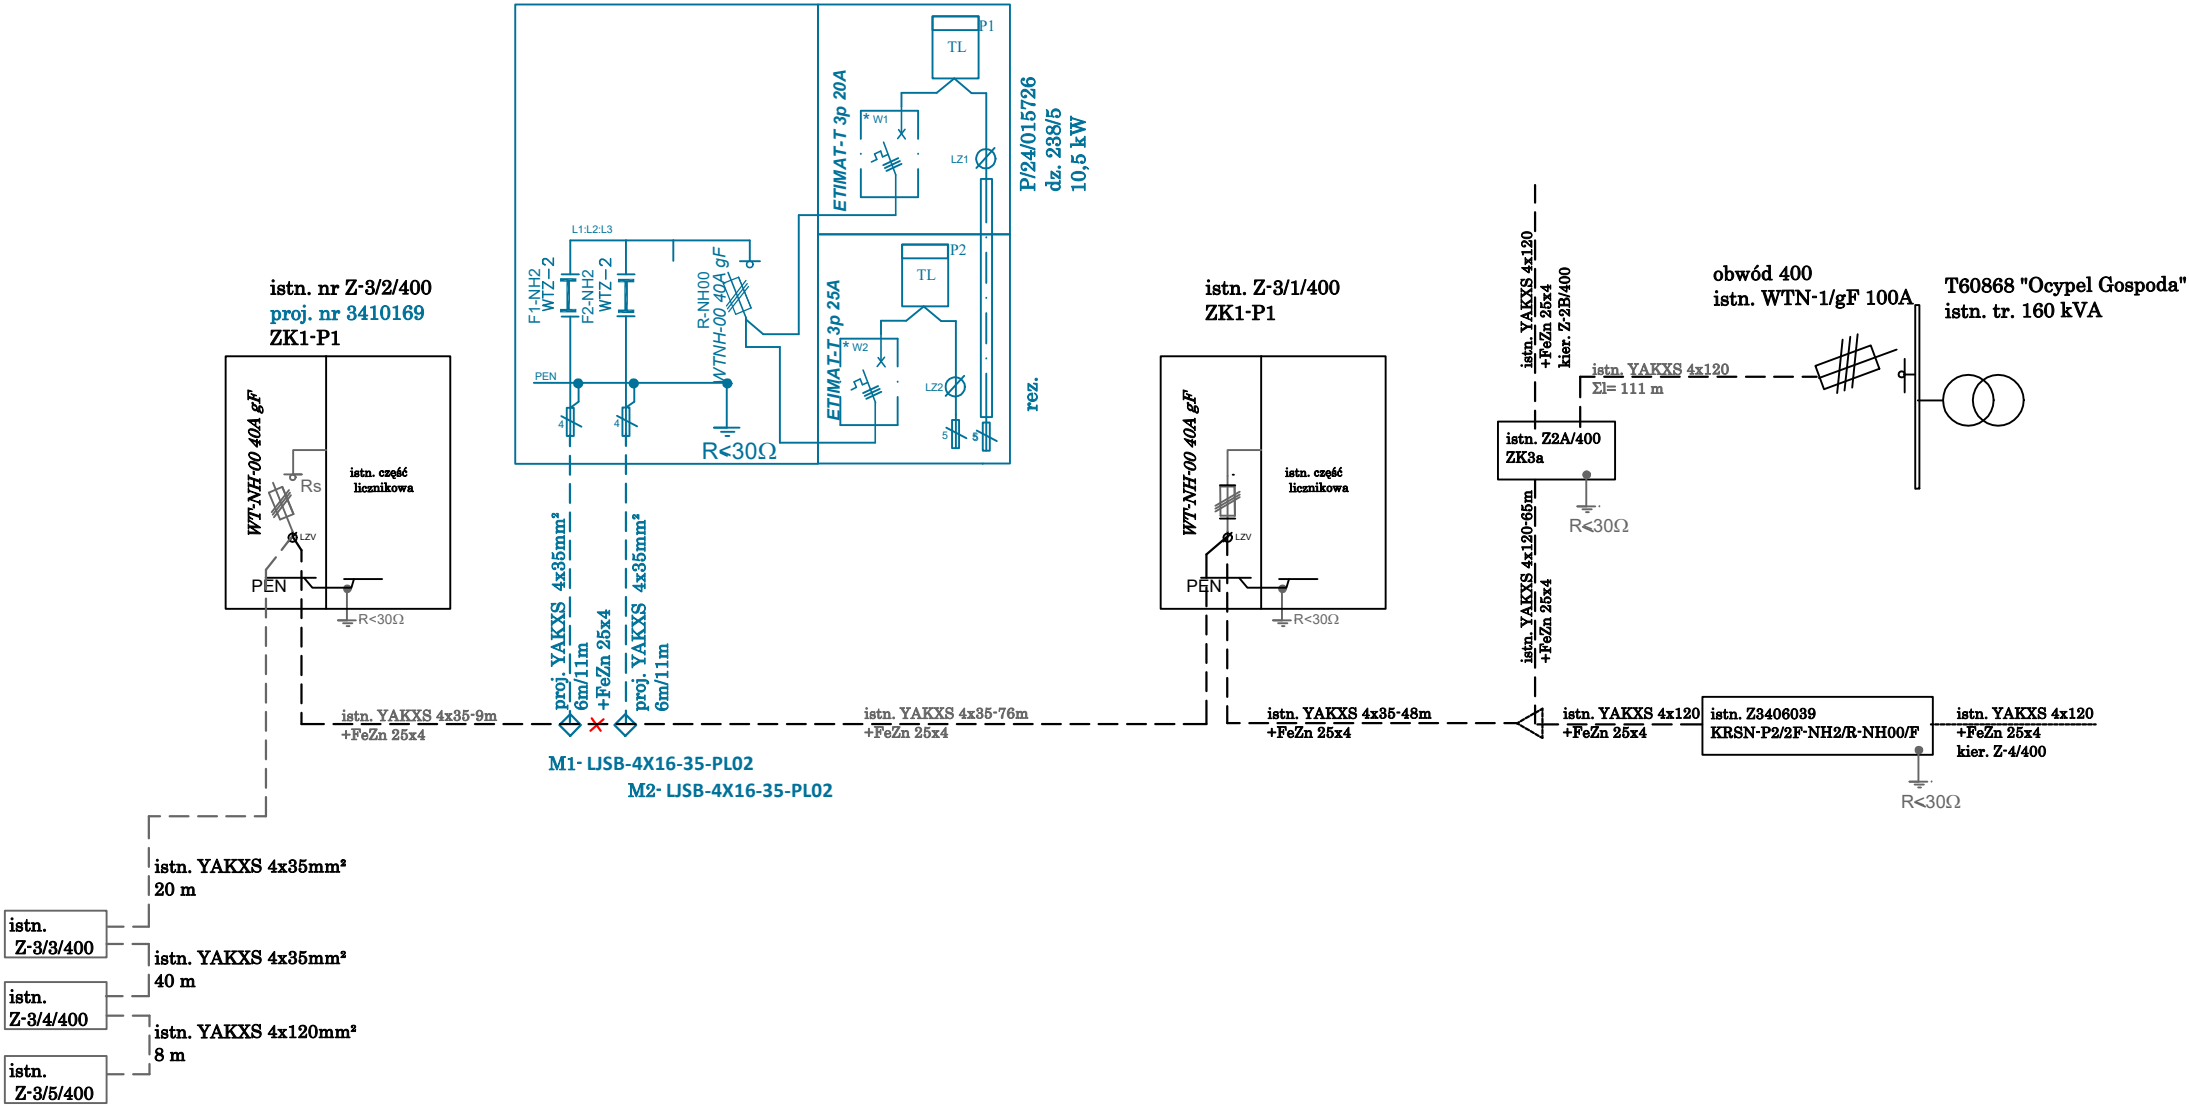 P1
TL
ETIMAT-T 3p 20A
* W1
LZ1
P/24/015726
dz. 238/5
10,5 kW
L1:L2:L3
F1-NH2
WTZ-2
F2-NH2
WTZ-2
R-NH00
WTNH-00 40A gF
P2
TL
ETIMAT-T 3p 25A
* W2
LZ2
rez.
PEN
4
4
5
5
R<30Ω
istn. nr Z-3/2/400
proj. nr 3410169
ZK1-P1
WT-NH-00 40A gF
istn. część
licznikowa
Rs
LZV
PEN
R<30Ω
istn. Z-3/1/400
ZK1-P1
WT-NH-00 40A gF
istn. część
licznikowa
LZV
PEN
R<30Ω
istn. YAKXS 4x120
+FeZn 25x4
kier. Z-2B/400
obwód 400
istn. WTN-1/gF 100A
T60868 "Ocypel Gospoda"
istn. tr. 160 kVA
istn. YAKXS 4x120
Σl= 111 m
istn. Z2A/400
ZK3a
R<30Ω
istn. YAKXS 4x120-65m
+FeZn 25x4
proj. YAKXS 4x35mm²
6m/11m
+FeZn 25x4
proj. YAKXS 4x35mm²
6m/11m
istn. YAKXS 4x35-9m
+FeZn 25x4
istn. YAKXS 4x35-76m
+FeZn 25x4
istn. YAKXS 4x35-48m
+FeZn 25x4
istn. YAKXS 4x120
+FeZn 25x4
istn. Z3406039
KRSN-P2/2F-NH2/R-NH00/F
istn. YAKXS 4x120
+FeZn 25x4
kier. Z-4/400
R<30Ω
M1- LJSB-4X16-35-PL02
M2- LJSB-4X16-35-PL02
istn. YAKXS 4x35mm²
20 m
istn.
Z-3/3/400
istn. YAKXS 4x35mm²
40 m
istn.
Z-3/4/400
istn. YAKXS 4x120mm²
8 m
istn.
Z-3/5/400